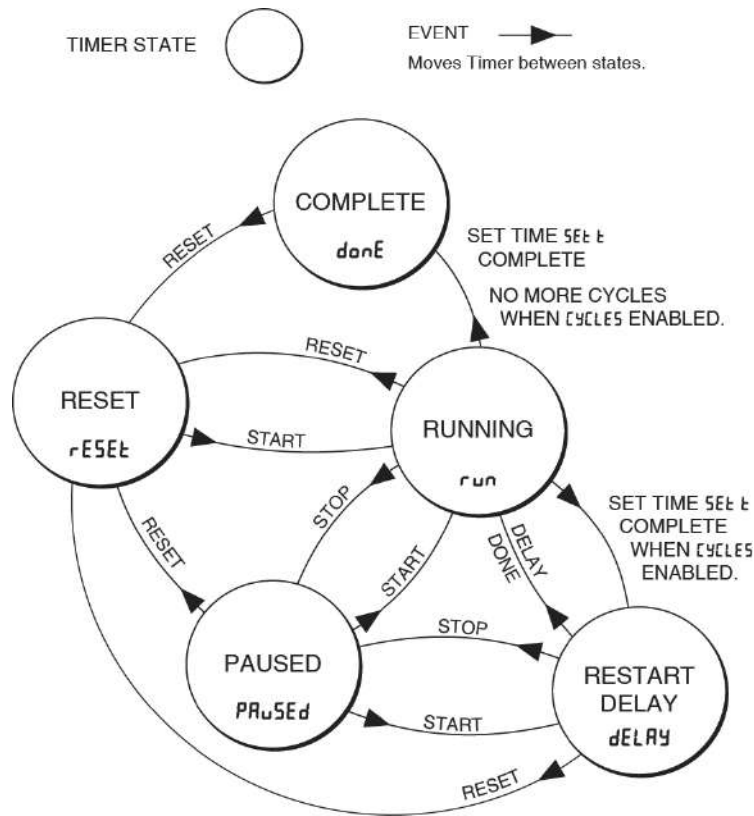 TIMER STATE
EVENT
Moves Timer between states.
COMPLETE
donE
RESET
SET TIME SEt t
COMPLETE
NO MORE CYCLES
WHEN CYCLES ENABLED.
RESET
RESET
rESEt
START
RUNNING
run
STOP
START
DELAY
DONE
SET TIME SEt t
COMPLETE
WHEN CYCLES
ENABLED.
RESET
PAUSED
PAuSEd
STOP
START
RESTART
DELAY
dELAY
RESET